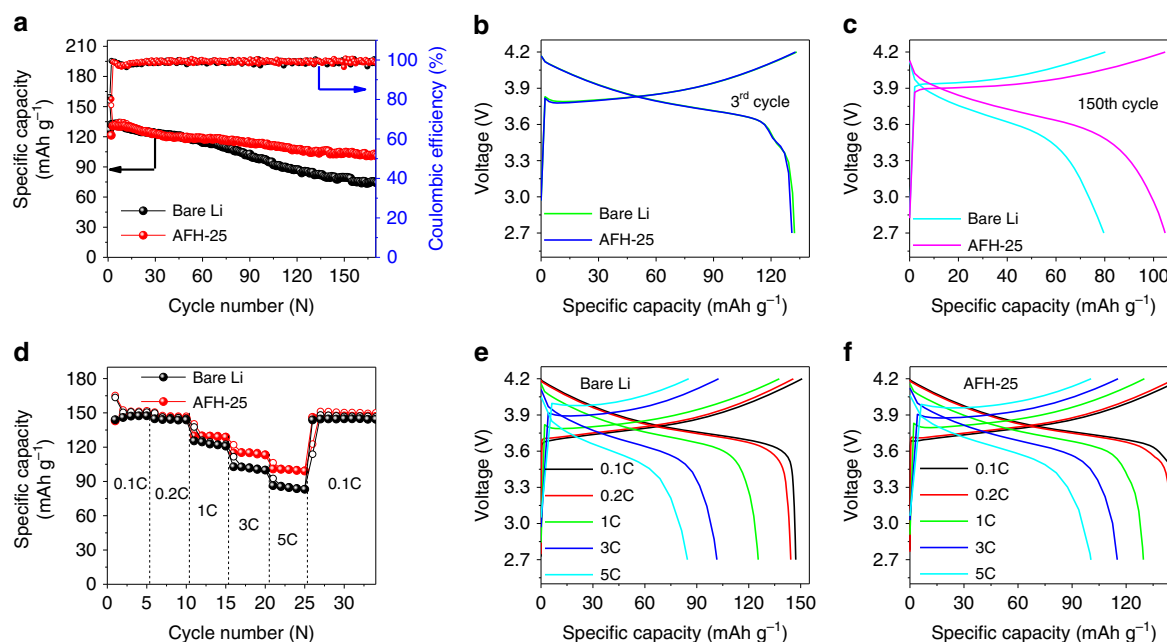 a
210
180
150
120
90
60
30
0
Specific capacity
(mAh g⁻¹)
100
80
60
40
20
0
Coulombic efficiency (%)
Bare Li
AFH-25
0 30 60 90 120 150
Cycle number (N)
b
4.2
3.9
3.6
3.3
3.0
2.7
Voltage (V)
3rd cycle
Bare Li
AFH-25
0 30 60 90 120
Specific capacity (mAh g⁻¹)
c
4.2
3.9
3.6
3.3
3.0
2.7
Voltage (V)
150th cycle
Bare Li
AFH-25
0 20 40 60 80 100
Specific capacity (mAh g⁻¹)
d
180
150
120
90
60
30
0
Specific capacity
(mAh g⁻¹)
Bare Li
AFH-25
0.1C
0.2C
1C
3C
5C
0.1C
0 5 10 15 20 25 30
Cycle number (N)
e
4.2
3.9
3.6
3.3
3.0
2.7
Voltage (V)
Bare Li
0.1C
0.2C
1C
3C
5C
0 30 60 90 120 150
Specific capacity (mAh g⁻¹)
f
4.2
3.9
3.6
3.3
3.0
2.7
Voltage (V)
AFH-25
0.1C
0.2C
1C
3C
5C
0 30 60 90 120
Specific capacity (mAh g⁻¹)